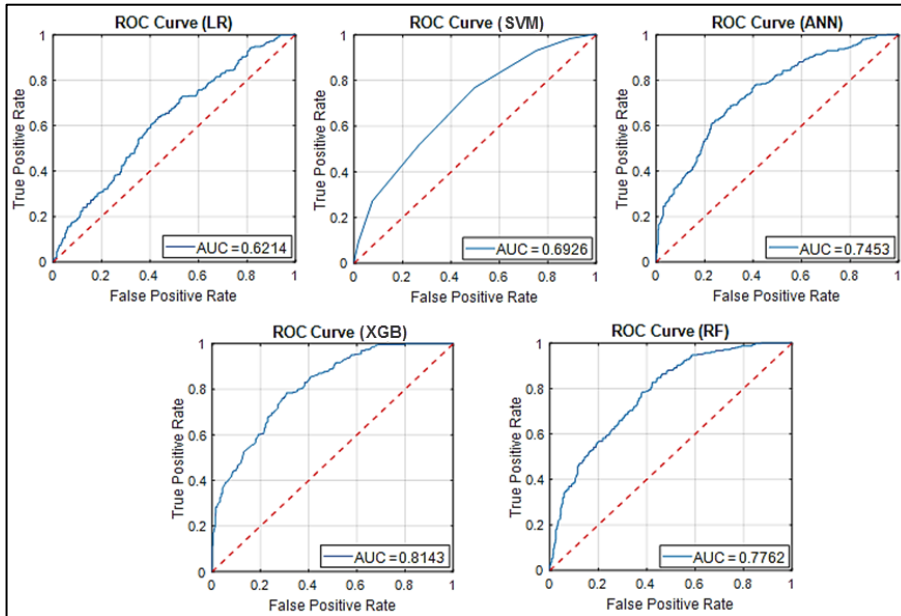 ROC Curve (LR)
1
0.8
0.6
0.4
0.2
0
True Positive Rate
AUC = 0.6214
0 0.2 0.4 0.6 0.8 1
False Positive Rate
ROC Curve (SVM)
1
0.8
0.6
0.4
0.2
0
True Positive Rate
AUC = 0.6926
0 0.2 0.4 0.6 0.8 1
False Positive Rate
ROC Curve (ANN)
1
0.8
0.6
0.4
0.2
0
True Positive Rate
AUC = 0.7453
0 0.2 0.4 0.6 0.8 1
False Positive Rate
ROC Curve (XGB)
1
0.8
0.6
0.4
0.2
0
True Positive Rate
AUC = 0.8143
0 0.2 0.4 0.6 0.8 1
False Positive Rate
ROC Curve (RF)
1
0.8
0.6
0.4
0.2
0
True Positive Rate
AUC = 0.7762
0 0.2 0.4 0.6 0.8 1
False Positive Rate